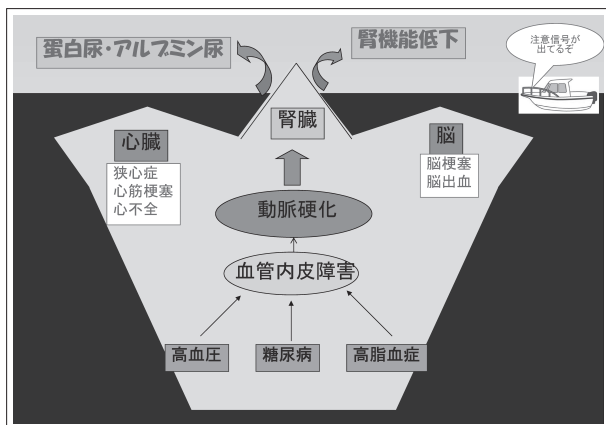 蛋白尿・アルブミン尿
腎機能低下
注意信号が
出てるぞ
腎臓
心臓
狭心症
心筋梗塞
心不全
脳
脳梗塞
脳出血
動脈硬化
血管内皮障害
高血圧
糖尿病
高脂血症